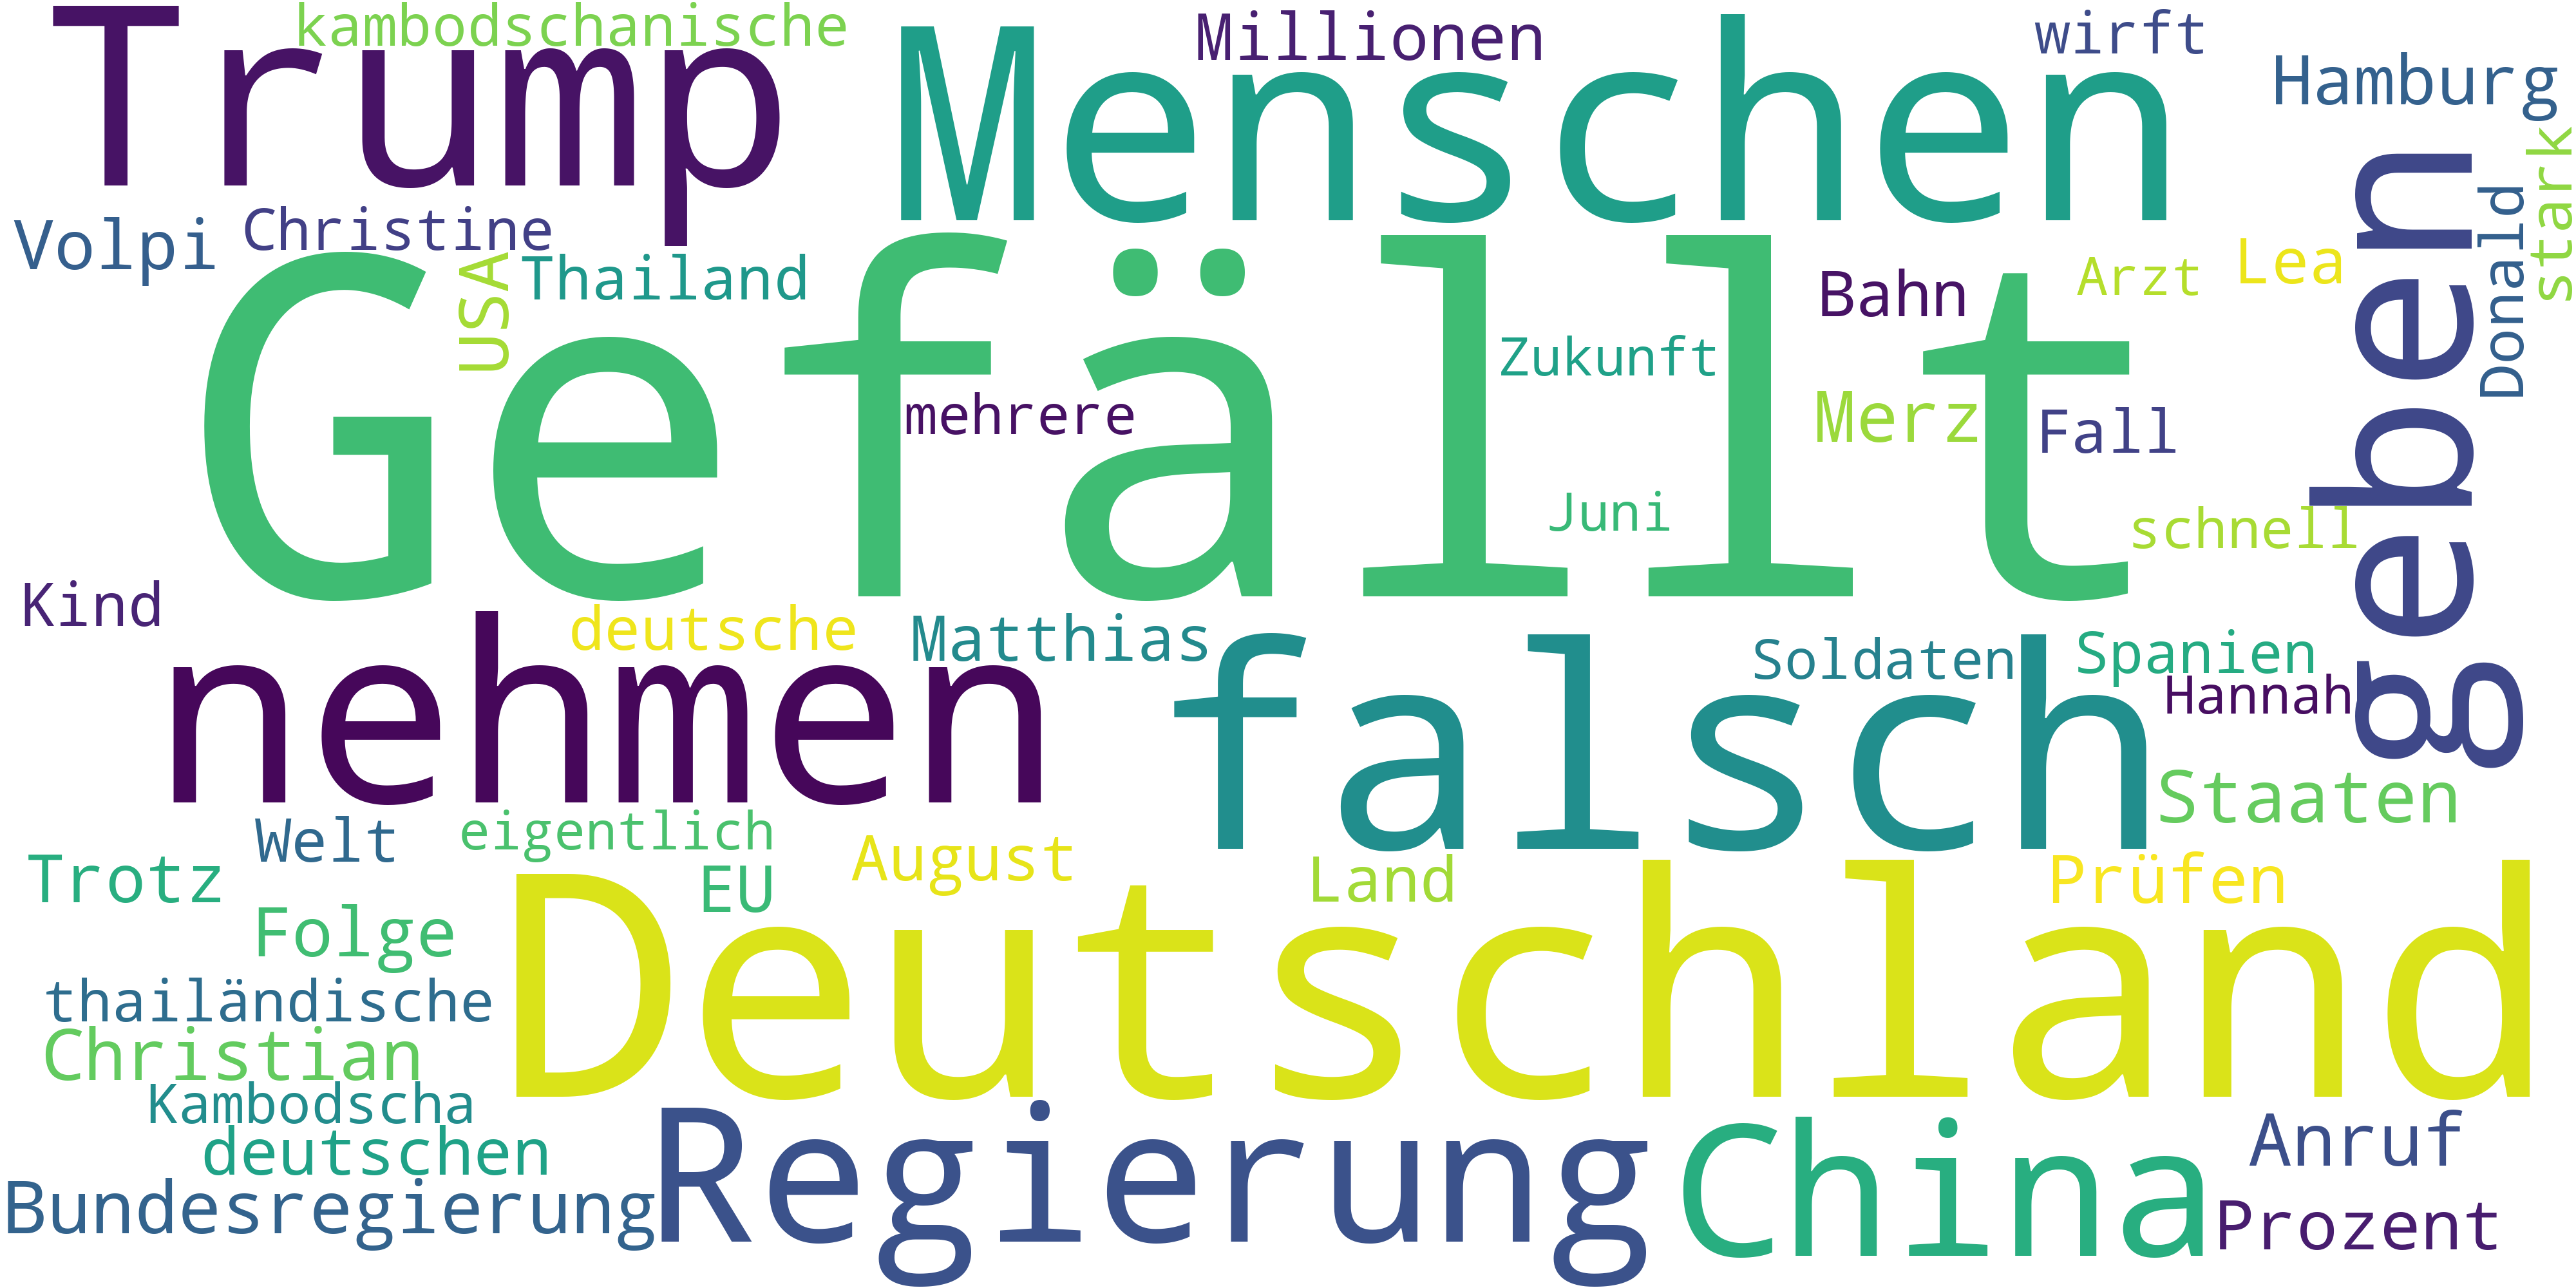 kambodschanische
Trump
Menschen
Millionen
wirft
Hamburg
stark
Donald
geben
Volpi
Christine
USA
Thailand
Gefällt
Bahn
Arzt
Lea
Zukunft
mehrere
Merz
Fall
Juni
schnell
Kind
nehmen
deutsche
Matthias
falsch
Soldaten
Spanien
Hannah
Staaten
Welt
eigentlich
Trotz
EU
August
Land
Prüfen
Folge
Deutschland
thailändische
Christian
Kambodscha
deutschen
Bundesregierung
Regierung
China
Anruf
Prozent